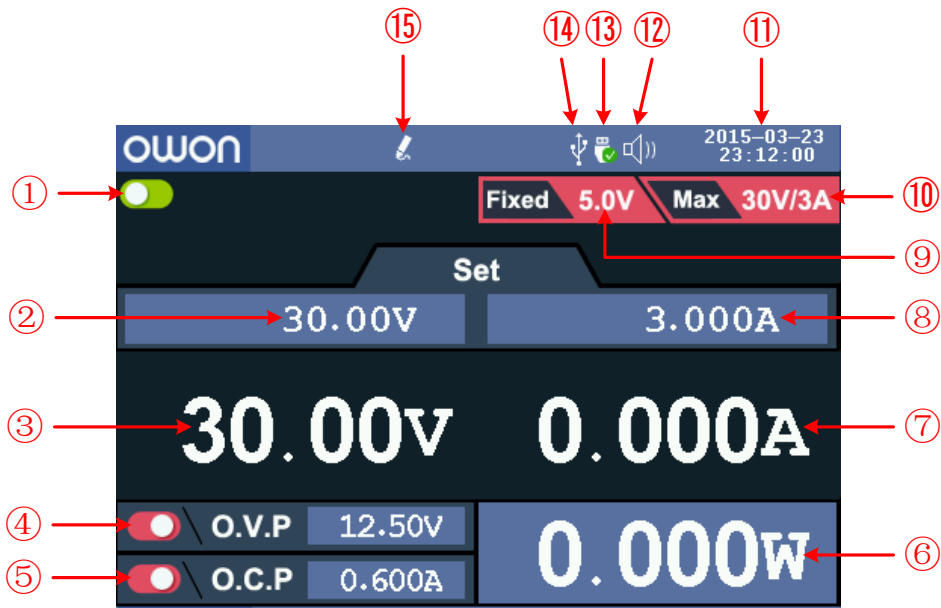 ⑮ ⑭ ⑬ ⑫ ⑪
owon 2015-03-23
23:12:00
①
Fixed 5.0V Max 30V/3A ⑩
⑨
Set
② 30.00V 3.000A ⑧
③ 30.00V 0.000A ⑦
④ O.V.P 12.50V
0.000W ⑥
⑤ O.C.P 0.600A